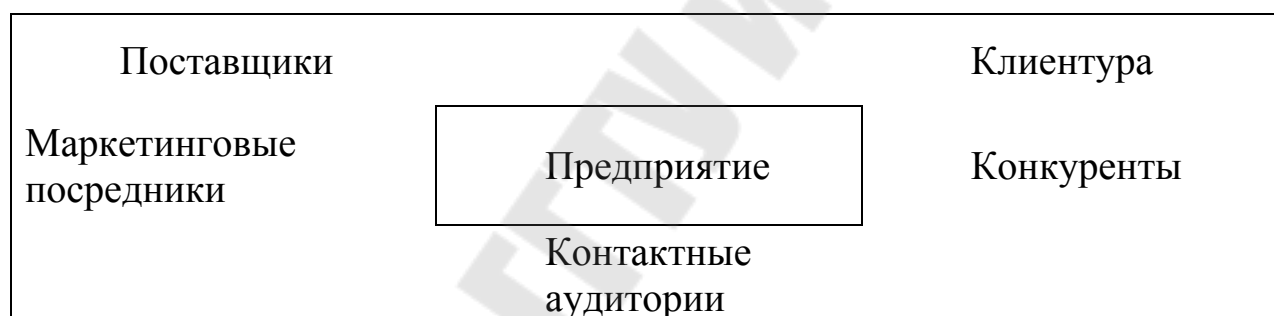 Поставщики
Клиентура
Маркетинговые
посредники
Предприятие
Конкуренты
Контактные
аудитории